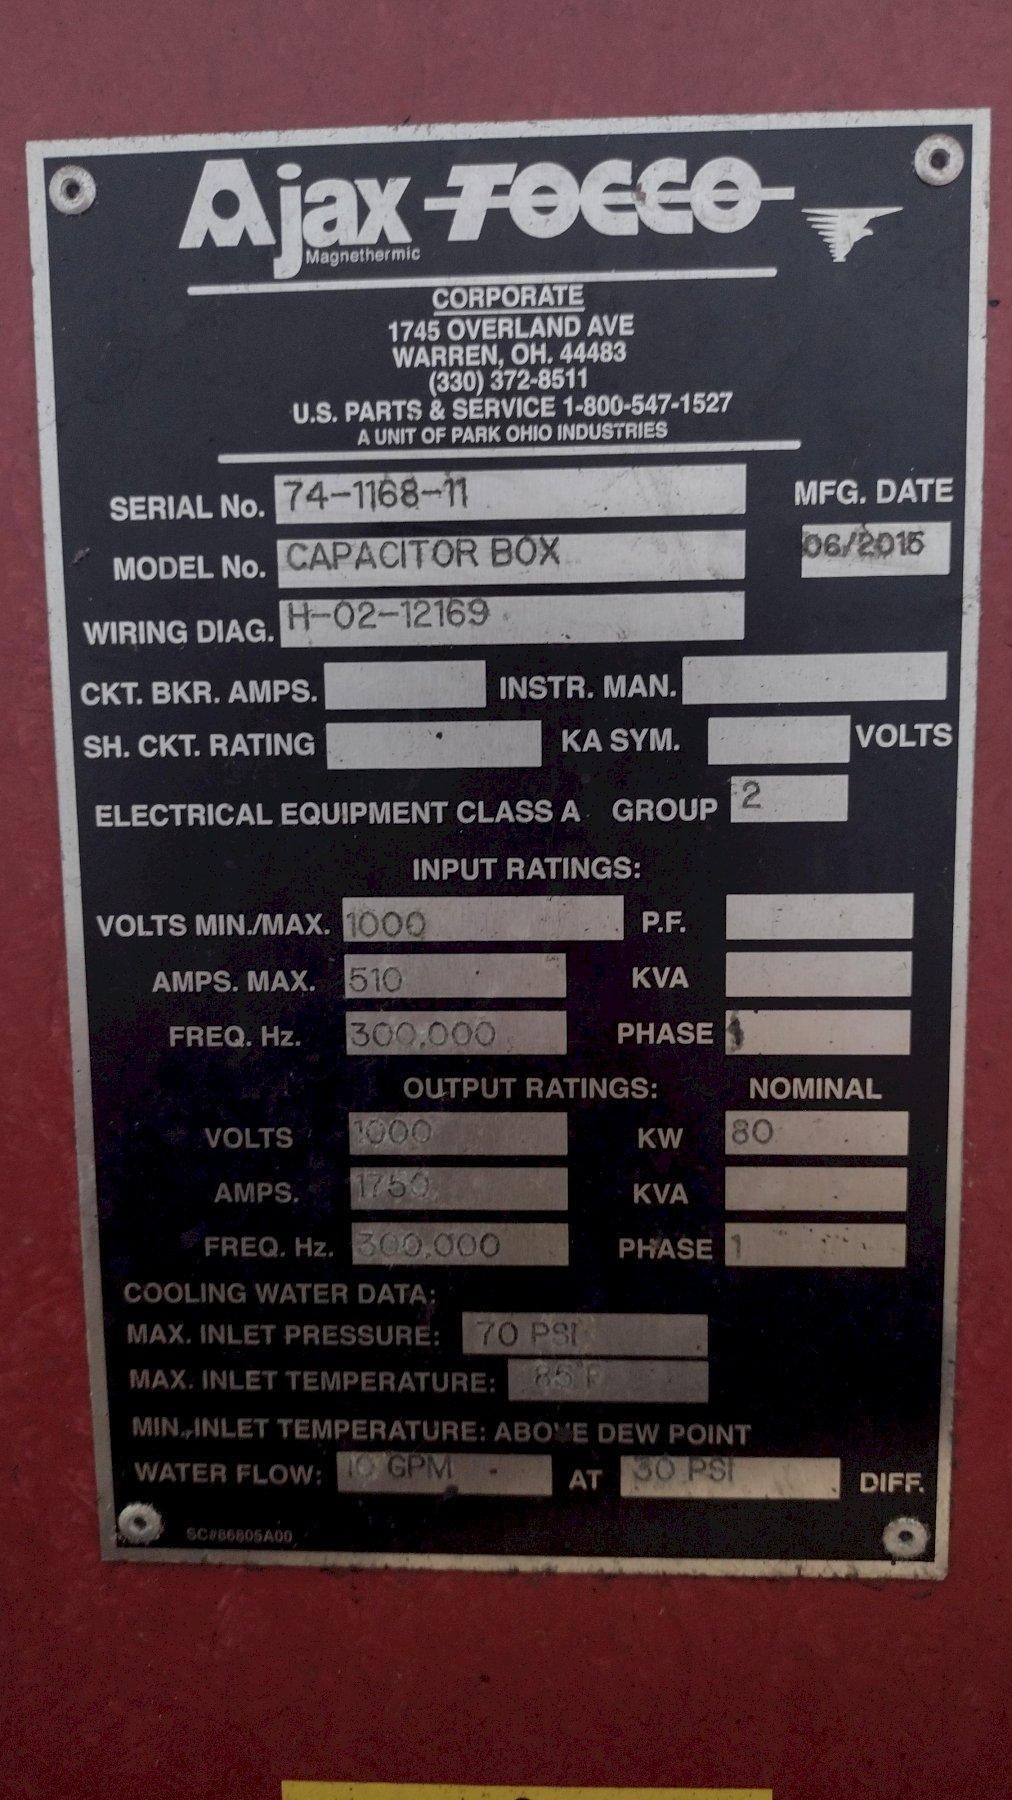 Ajax TOCCO
Magnethermic
CORPORATE
1745 OVERLAND AVE
WARREN, OH. 44483
(330) 372-8511
U.S. PARTS & SERVICE 1-800-547-1527
A UNIT OF PARK OHIO INDUSTRIES
SERIAL No. 74-1168-11 MFG. DATE
MODEL No. CAPACITOR BOX 06/2015
WIRING DIAG. H-02-12169
CKT. BKR. AMPS. INSTR. MAN.
SH. CKT. RATING KA SYM. VOLTS
ELECTRICAL EQUIPMENT CLASS A GROUP 2
INPUT RATINGS:
VOLTS MIN./MAX. 1000 P.F.
AMPS. MAX. 510 KVA
FREQ. Hz. 300,000 PHASE 1
OUTPUT RATINGS: NOMINAL
VOLTS 1000 KW 80
AMPS. 1750 KVA
FREQ. Hz. 300,000 PHASE 1
COOLING WATER DATA:
MAX. INLET PRESSURE: 70 PSI
MAX. INLET TEMPERATURE: 85°F
MIN. INLET TEMPERATURE: ABOVE DEW POINT
WATER FLOW: 10 GPM AT 30 PSI DIFF.
SC#86805A00